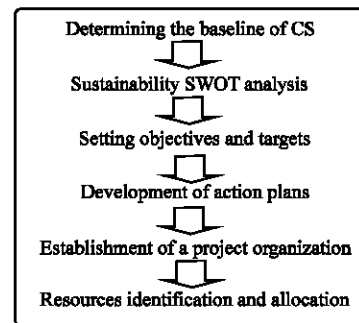 Determining the baseline of CS
Sustainability SWOT analysis
Setting objectives and targets
Development of action plans
Establishment of a project organization
Resources identification and allocation